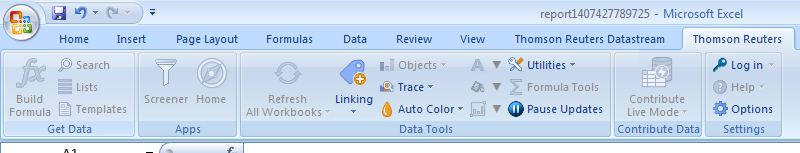 report1407427789725 - Microsoft Excel
Home Insert Page Layout Formulas Data Review View Thomson Reuters Datastream Thomson Reuters
Build Formula
Search
Lists
Templates
Get Data
Screener
Home
Apps
Refresh
All Workbooks
Linking
Objects
Trace
Auto Color
A
Utilities
Formula Tools
Pause Updates
Data Tools
Contribute
Live Mode
Contribute Data
Log in
Help
Options
Settings
A1